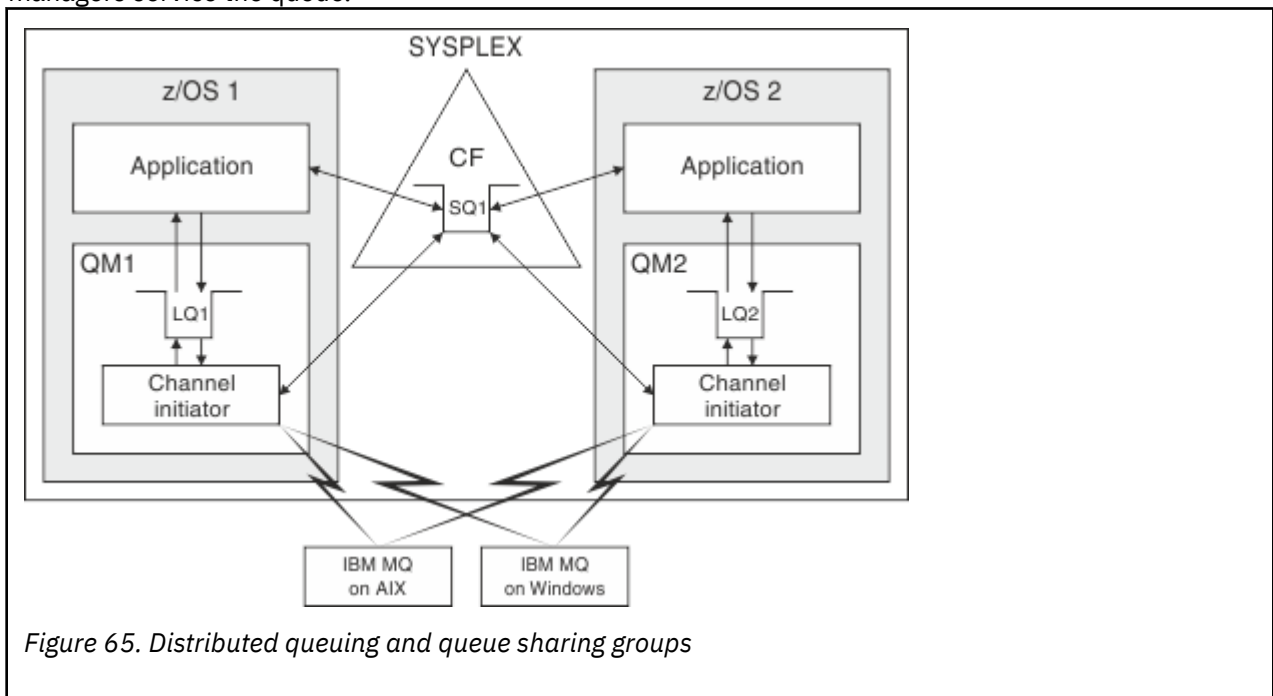 managers service the queue.
SYSPLEX
z/OS 1
z/OS 2
Application
CF
Application
SQ1
QM1
QM2
LQ1
LQ2
Channel
initiator
Channel
initiator
IBM MQ
on AIX
IBM MQ
on Windows
Figure 65. Distributed queuing and queue sharing groups